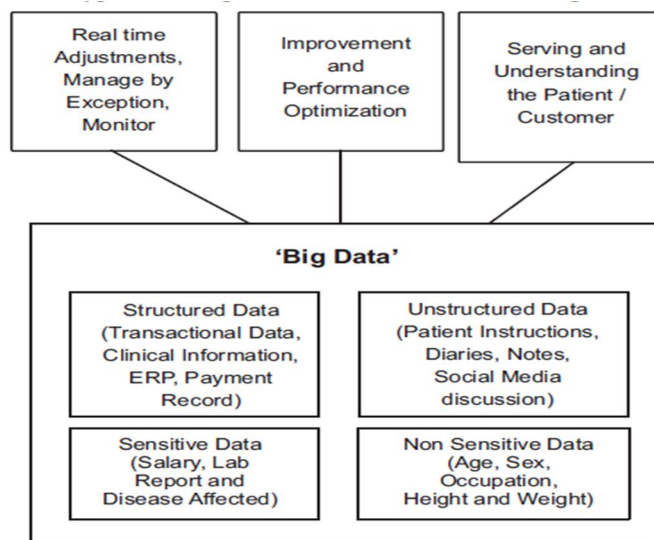 Real time
Adjustments,
Manage by
Exception,
Monitor
Improvement
and
Performance
Optimization
Serving and
Understanding
the Patient /
Customer
'Big Data'
Structured Data
(Transactional Data,
Clinical Information,
ERP, Payment
Record)
Unstructured Data
(Patient Instructions,
Diaries, Notes,
Social Media
discussion)
Sensitive Data
(Salary, Lab
Report and
Disease Affected)
Non Sensitive Data
(Age, Sex,
Occupation,
Height and Weight)